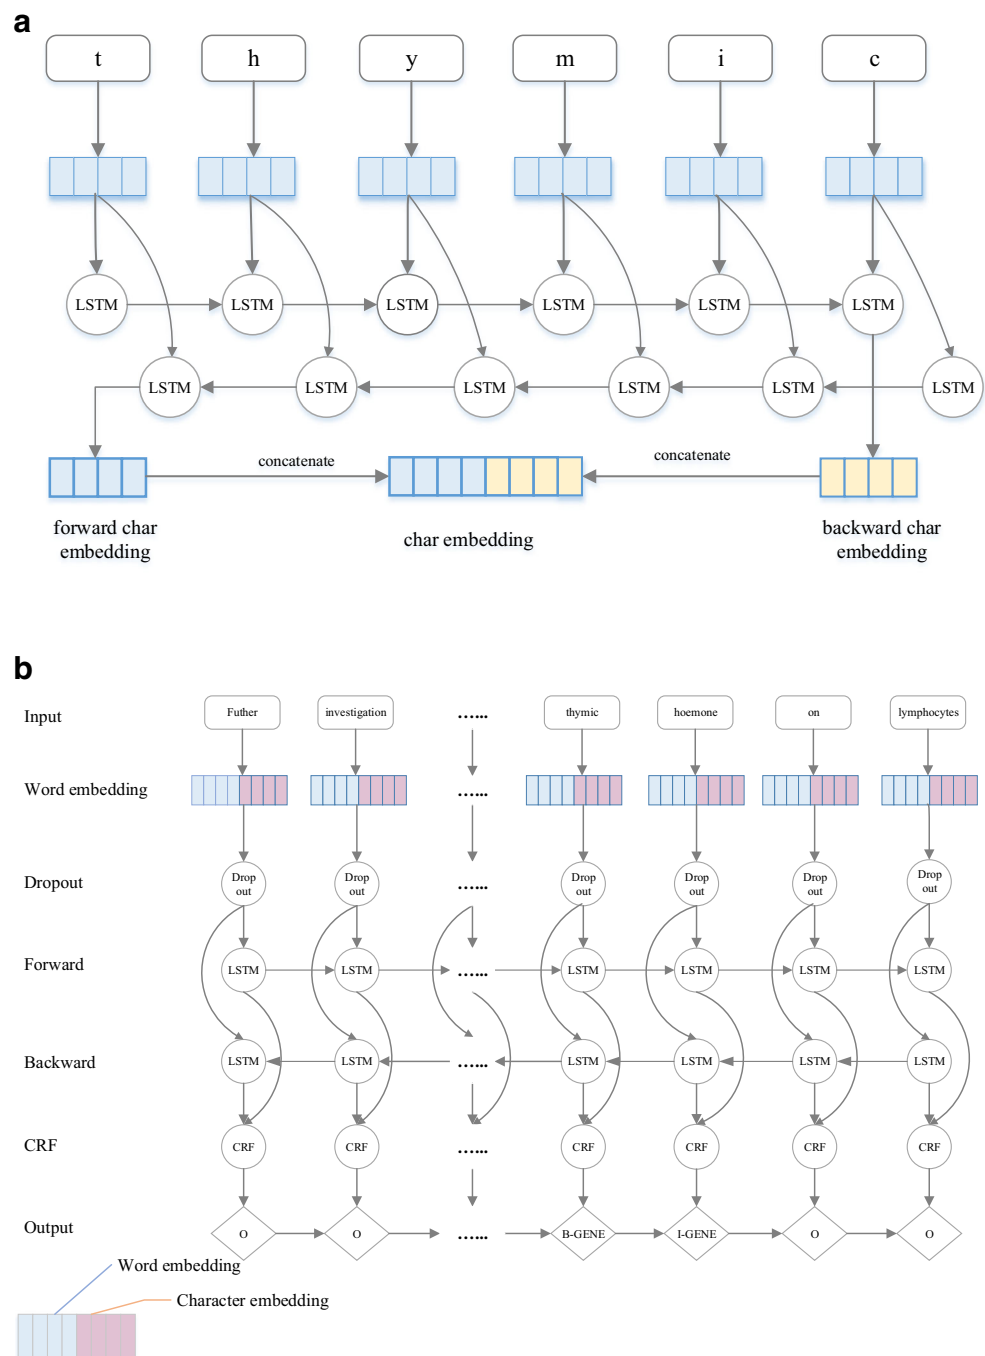 a
t h y m i c
LSTM LSTM LSTM LSTM LSTM LSTM
LSTM LSTM LSTM LSTM LSTM LSTM
concatenate concatenate
forward char
embedding
char embedding
backward char
embedding
b
Input Futher investigation ...... thymic hoemone on lymphocytes
Word embedding ......
Dropout Drop out Drop out ...... Drop out Drop out Drop out Drop out
Forward LSTM LSTM ...... LSTM LSTM LSTM LSTM
Backward LSTM LSTM ...... LSTM LSTM LSTM LSTM
CRF CRF CRF ...... CRF CRF CRF CRF
Output O O ...... B-GENE I-GENE O O
Word embedding
Character embedding